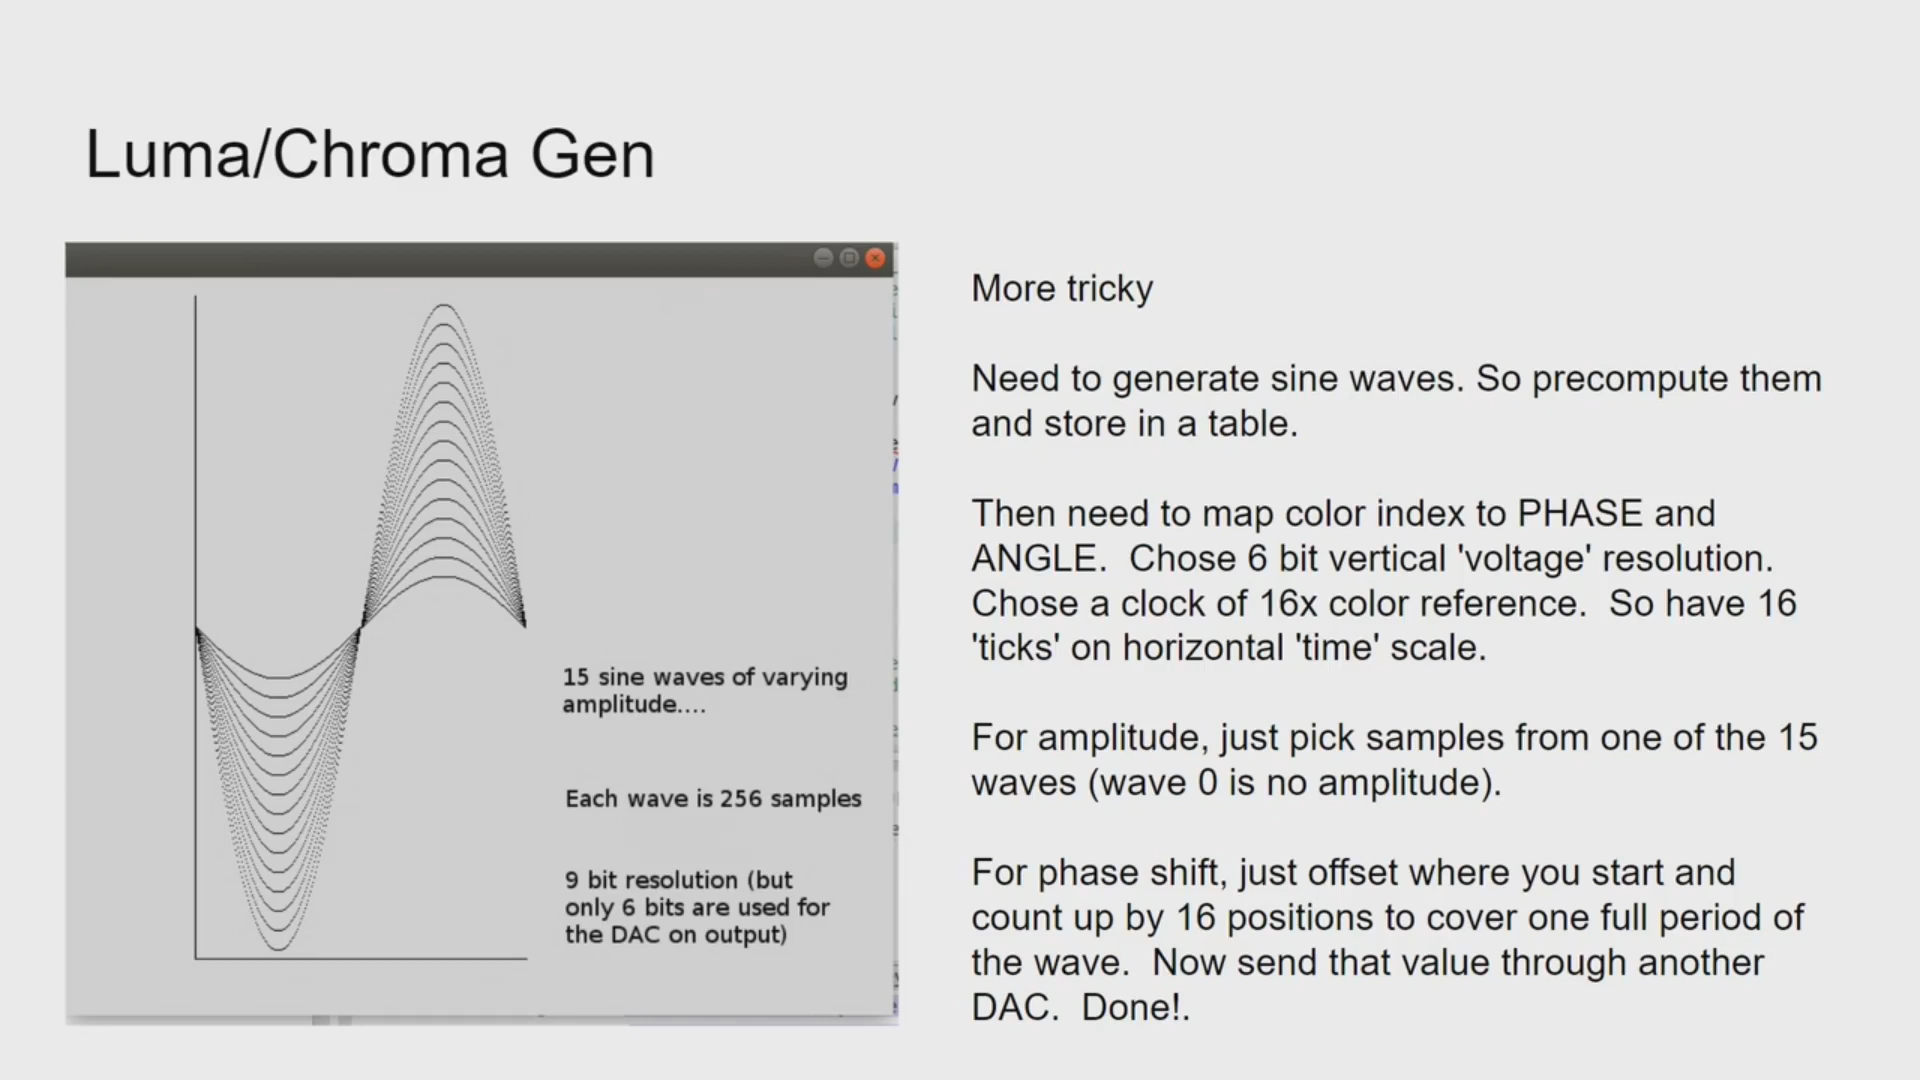 Luma/Chroma Gen
15 sine waves of varying
amplitude....
Each wave is 256 samples
9 bit resolution (but
only 6 bits are used for
the DAC on output)
More tricky
Need to generate sine waves. So precompute them
and store in a table.
Then need to map color index to PHASE and
ANGLE.  Chose 6 bit vertical 'voltage' resolution.
Chose a clock of 16x color reference.  So have 16
'ticks' on horizontal 'time' scale.
For amplitude, just pick samples from one of the 15
waves (wave 0 is no amplitude).
For phase shift, just offset where you start and
count up by 16 positions to cover one full period of
the wave.  Now send that value through another
DAC.  Done!.